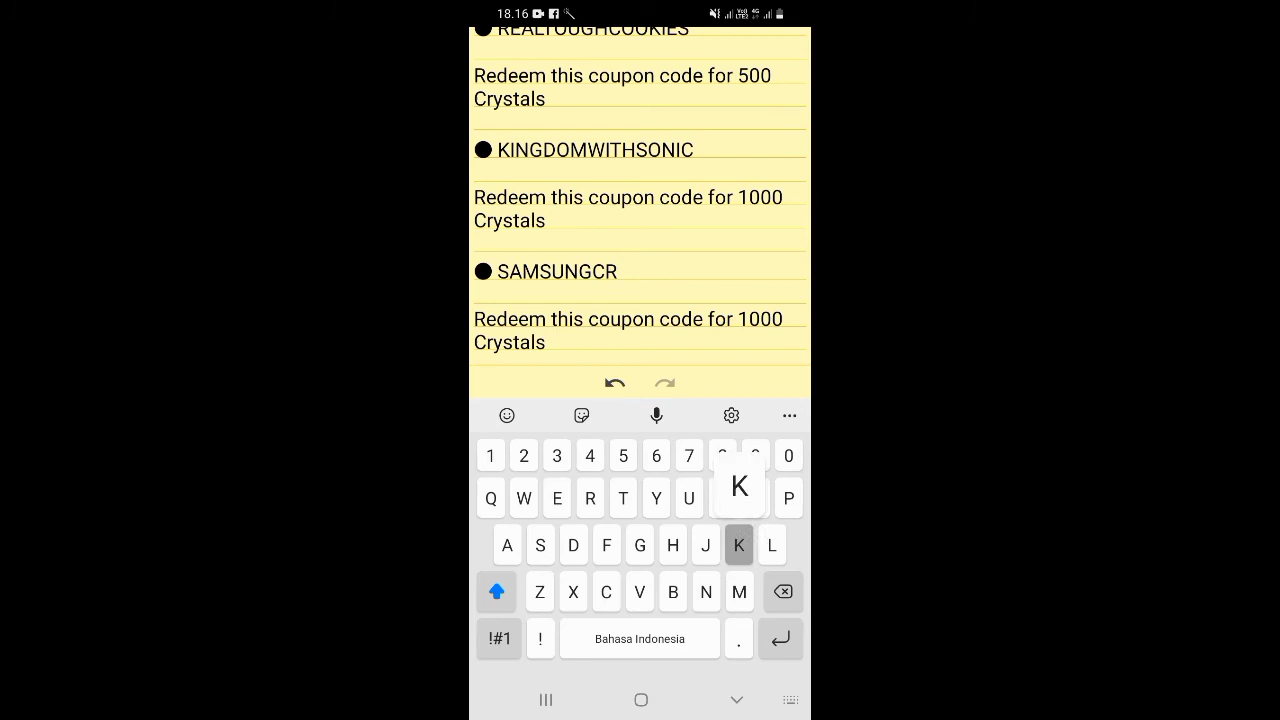 18.16
REALTOUGHCOOKIES
Redeem this coupon code for 500
Crystals
● KINGDOMWITHSONIC
Redeem this coupon code for 1000
Crystals
● SAMSUNGCR
Redeem this coupon code for 1000
Crystals
1 2 3 4 5 6 7 0
K
Q W E R T Y U P
A S D F G H J K L
Z X C V B N M
!#1 ! Bahasa Indonesia .